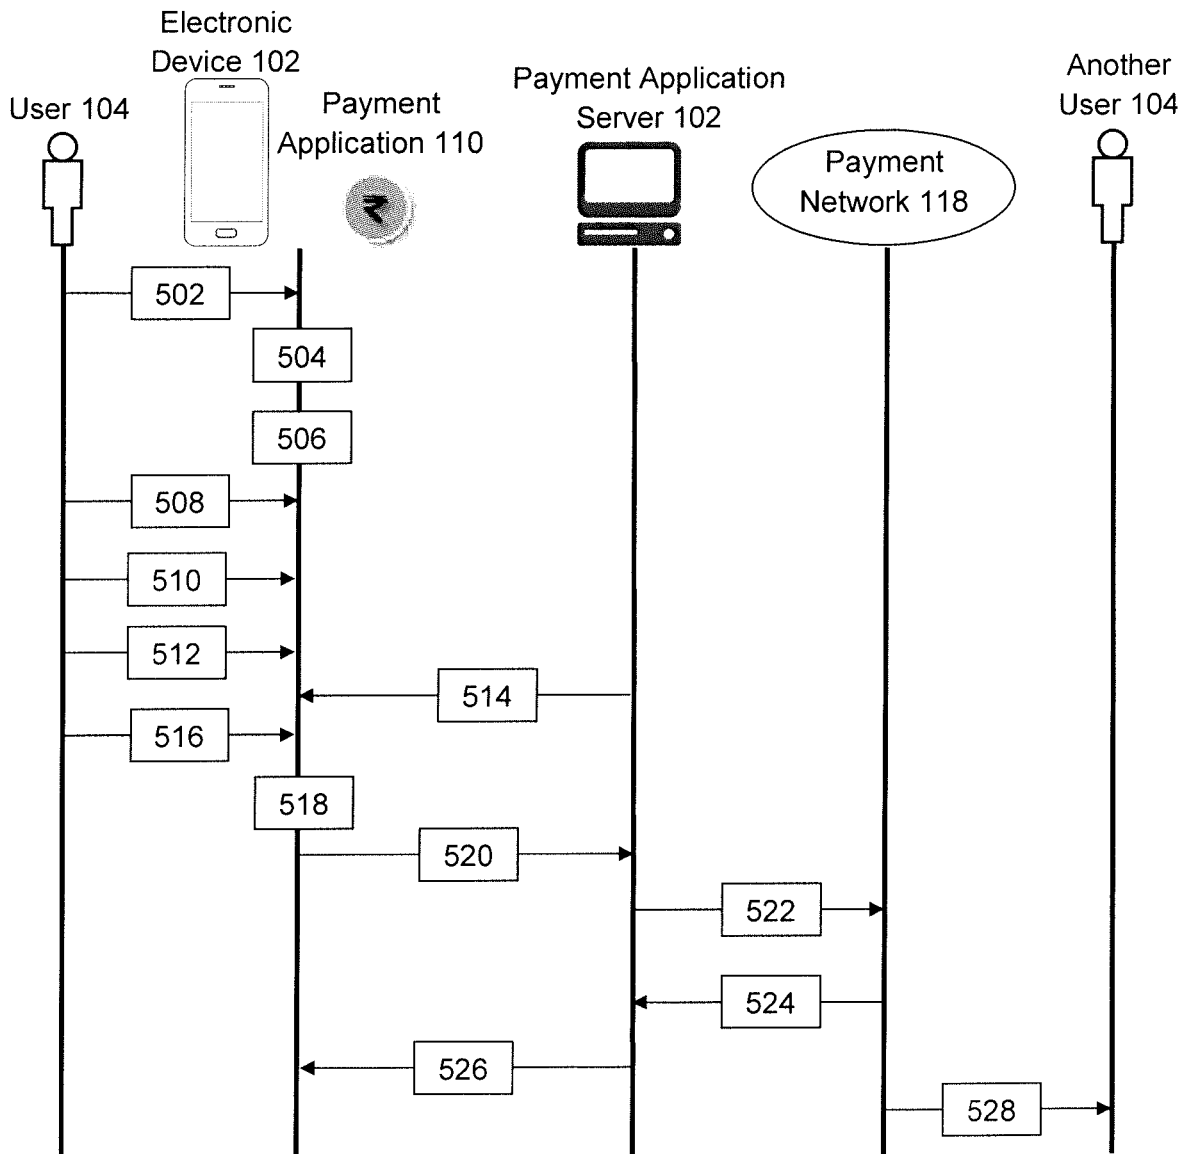 Electronic
Device 102
User 104
Payment
Application 110
₹
Payment Application
Server 102
Payment
Network 118
Another
User 104
502
504
506
508
510
512
514
516
518
520
522
524
526
528